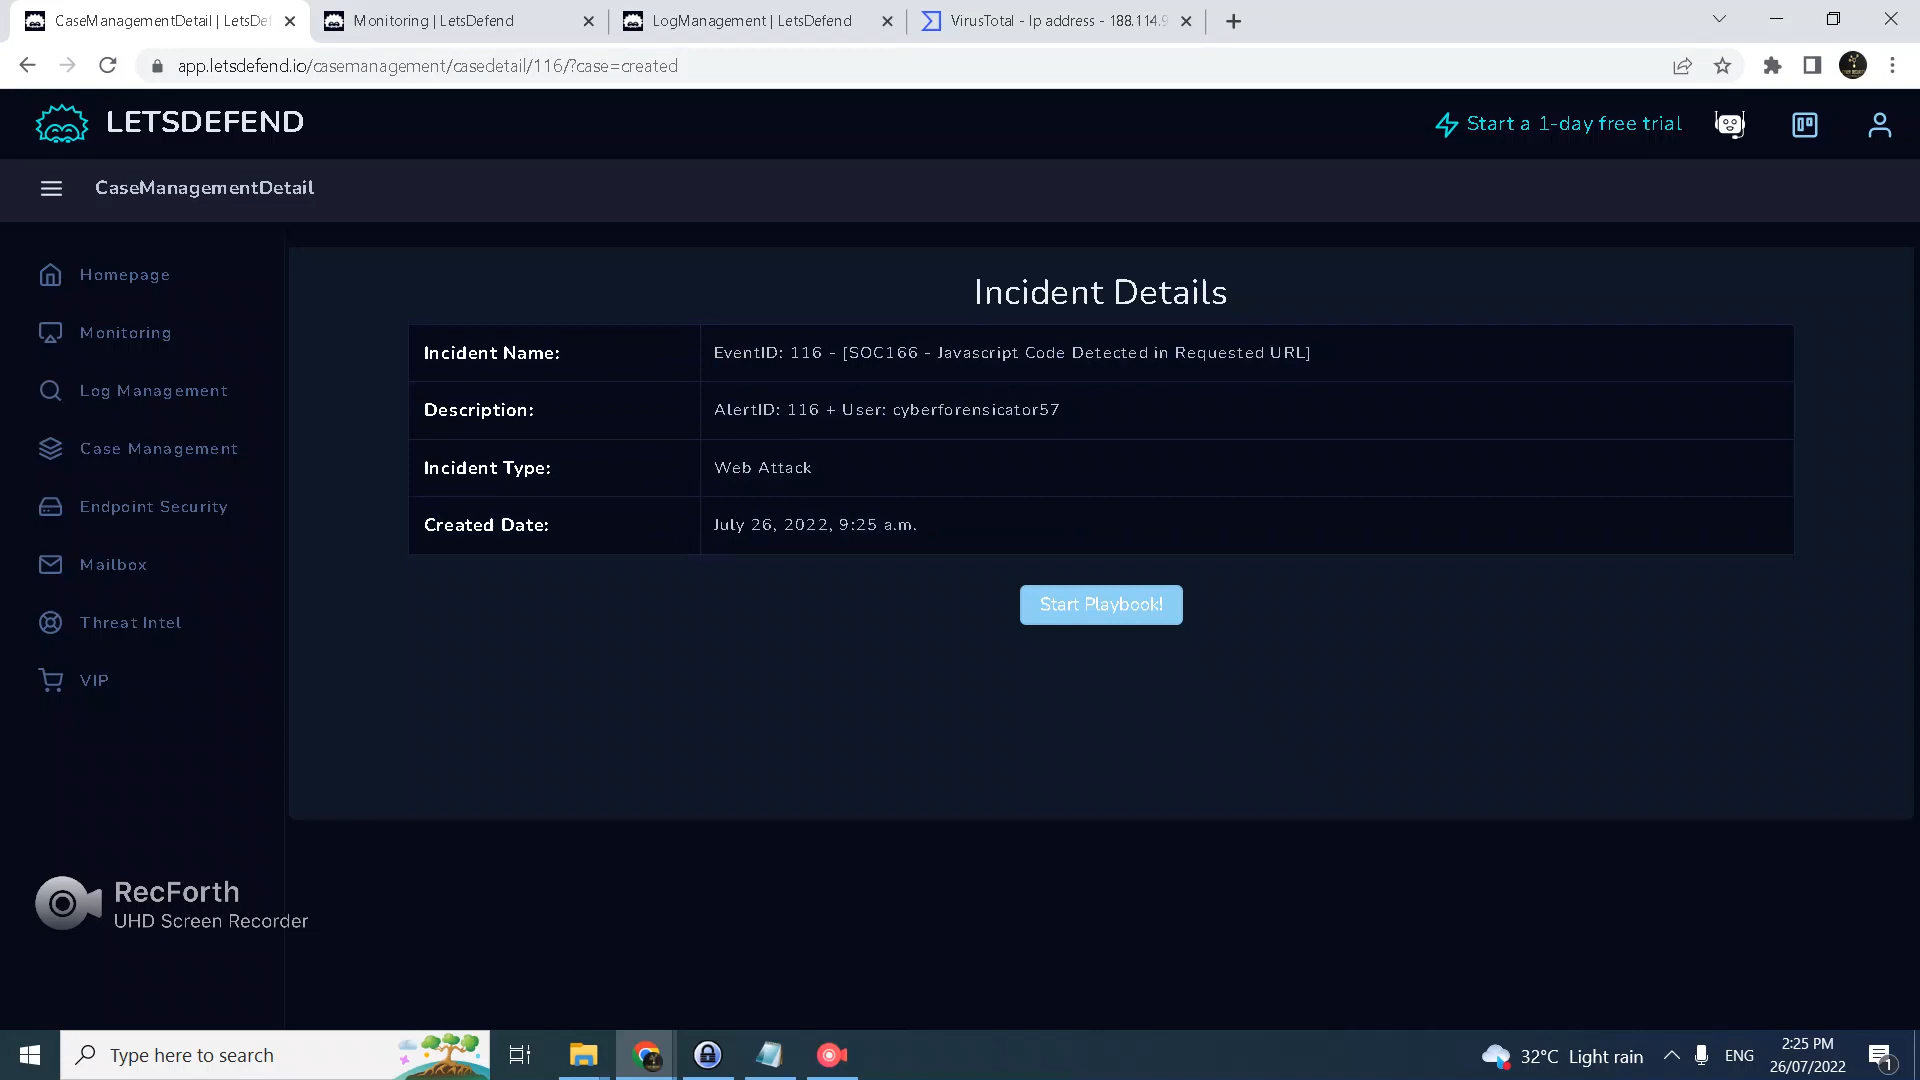 CaseManagementDetail | LetsDef
Monitoring | LetsDefend
LogManagement | LetsDefend
VirusTotal - Ip address - 188.114.9
app.letsdefend.io/casemanagement/casedetail/116/?case=created
LETSDEFEND
Start a 1-day free trial
CaseManagementDetail
Homepage
Monitoring
Log Management
Case Management
Endpoint Security
Mailbox
Threat Intel
VIP
Incident Details
Incident Name: EventID: 116 - [SOC166 - Javascript Code Detected in Requested URL]
Description: AlertID: 116 + User: cyberforensicator57
Incident Type: Web Attack
Created Date: July 26, 2022, 9:25 a.m.
Start Playbook!
RecForth
UHD Screen Recorder
Type here to search
32°C Light rain
ENG
2:25 PM
26/07/2022
1